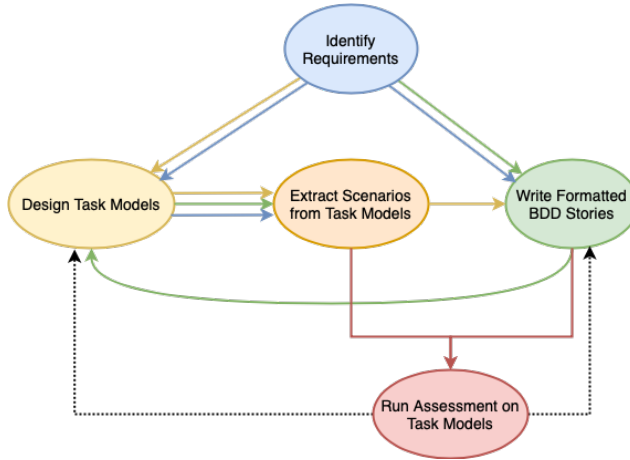 Identify
Requirements
Design Task Models
Extract Scenarios
from Task Models
Write Formatted
BDD Stories
Run Assessment on
Task Models